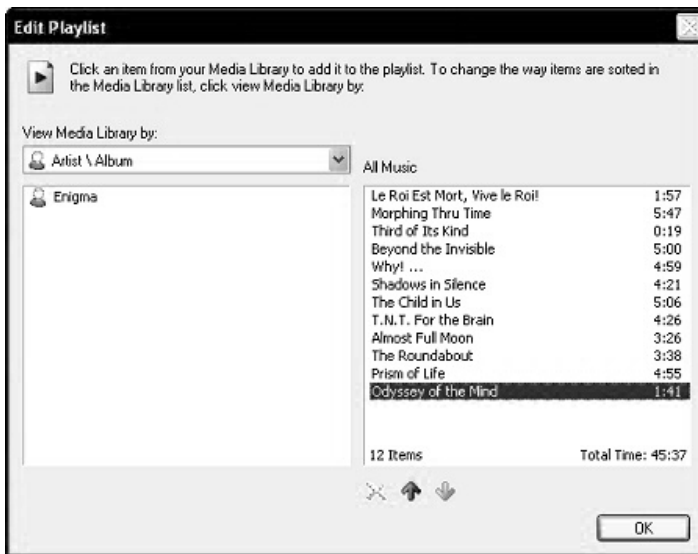 Edit Playlist
Click an item from your Media Library to add it to the playlist. To change the way items are sorted in
the Media Library list, click view Media Library by:
View Media Library by:
Artist \ Album
All Music
Enigma
Le Roi Est Mort, Vive le Roi! 1:57
Morphing Thru Time 5:47
Third of Its Kind 0:19
Beyond the Invisible 5:00
Why! ... 4:59
Shadows in Silence 4:21
The Child in Us 5:06
T.N.T. For the Brain 4:26
Almost Full Moon 3:26
The Roundabout 3:38
Prism of Life 4:55
Odyssey of the Mind 1:41
12 Items Total Time: 45:37
OK